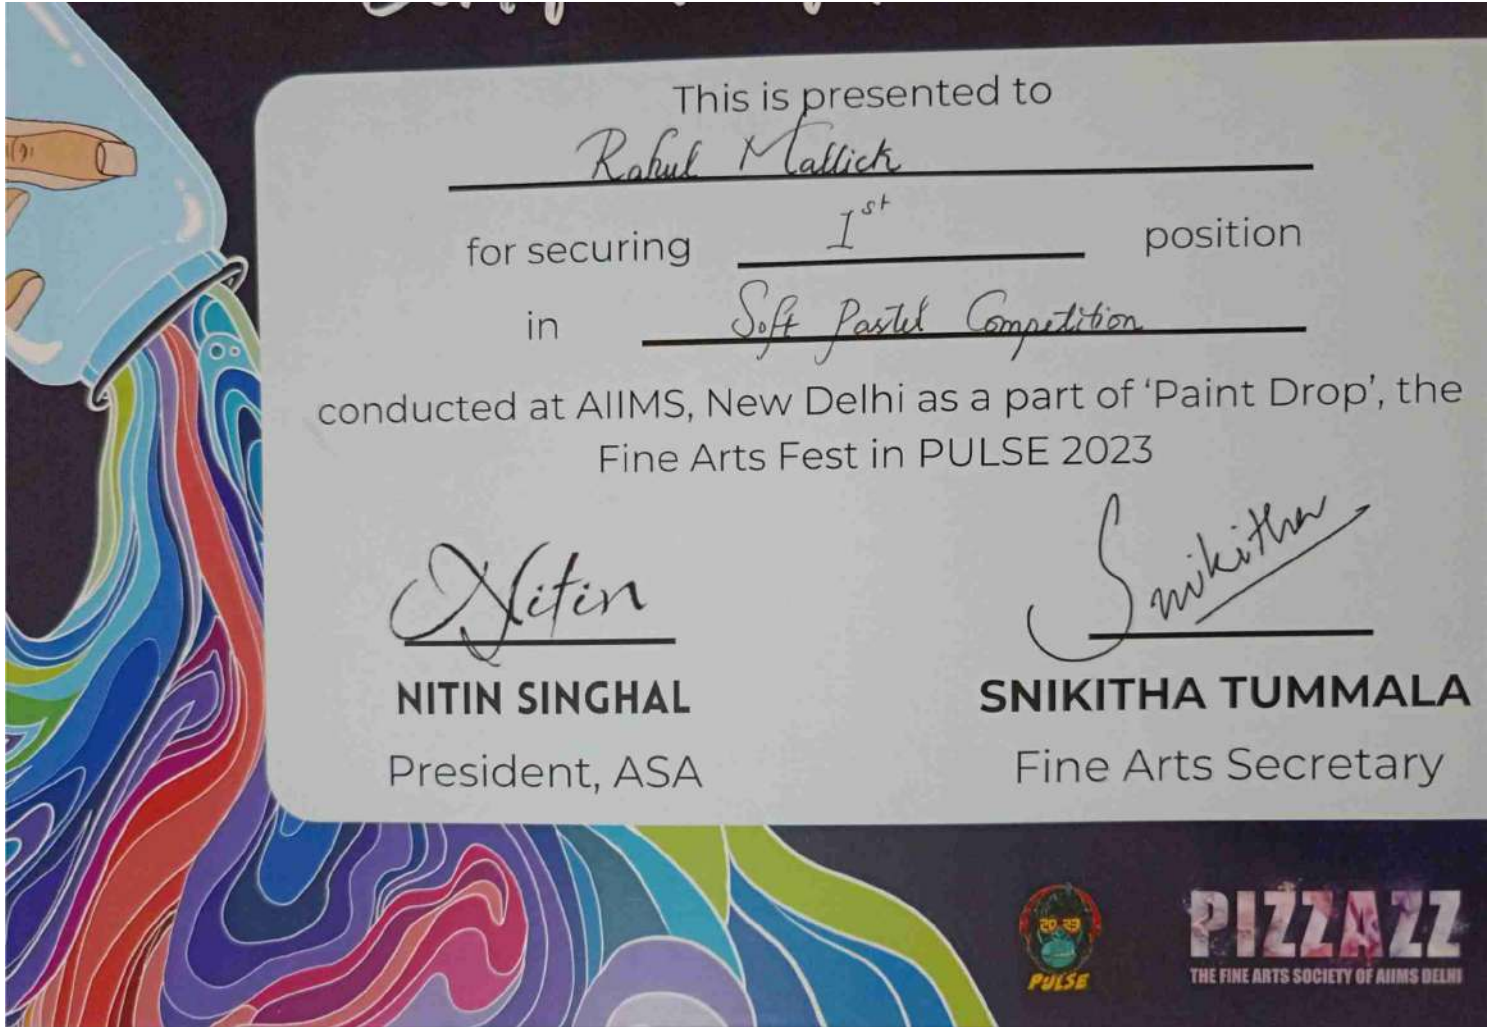 This is presented to
Rahul Mallick
for securing 1st position
in Soft Pastel Competition
conducted at AIIMS, New Delhi as a part of ‘Paint Drop’, the
Fine Arts Fest in PULSE 2023
Nitin
Snikitha
NITIN SINGHAL
SNIKITHA TUMMALA
President, ASA
Fine Arts Secretary
20 23
PULSE
PIZZAZZ
THE FINE ARTS SOCIETY OF AIIMS DELHI